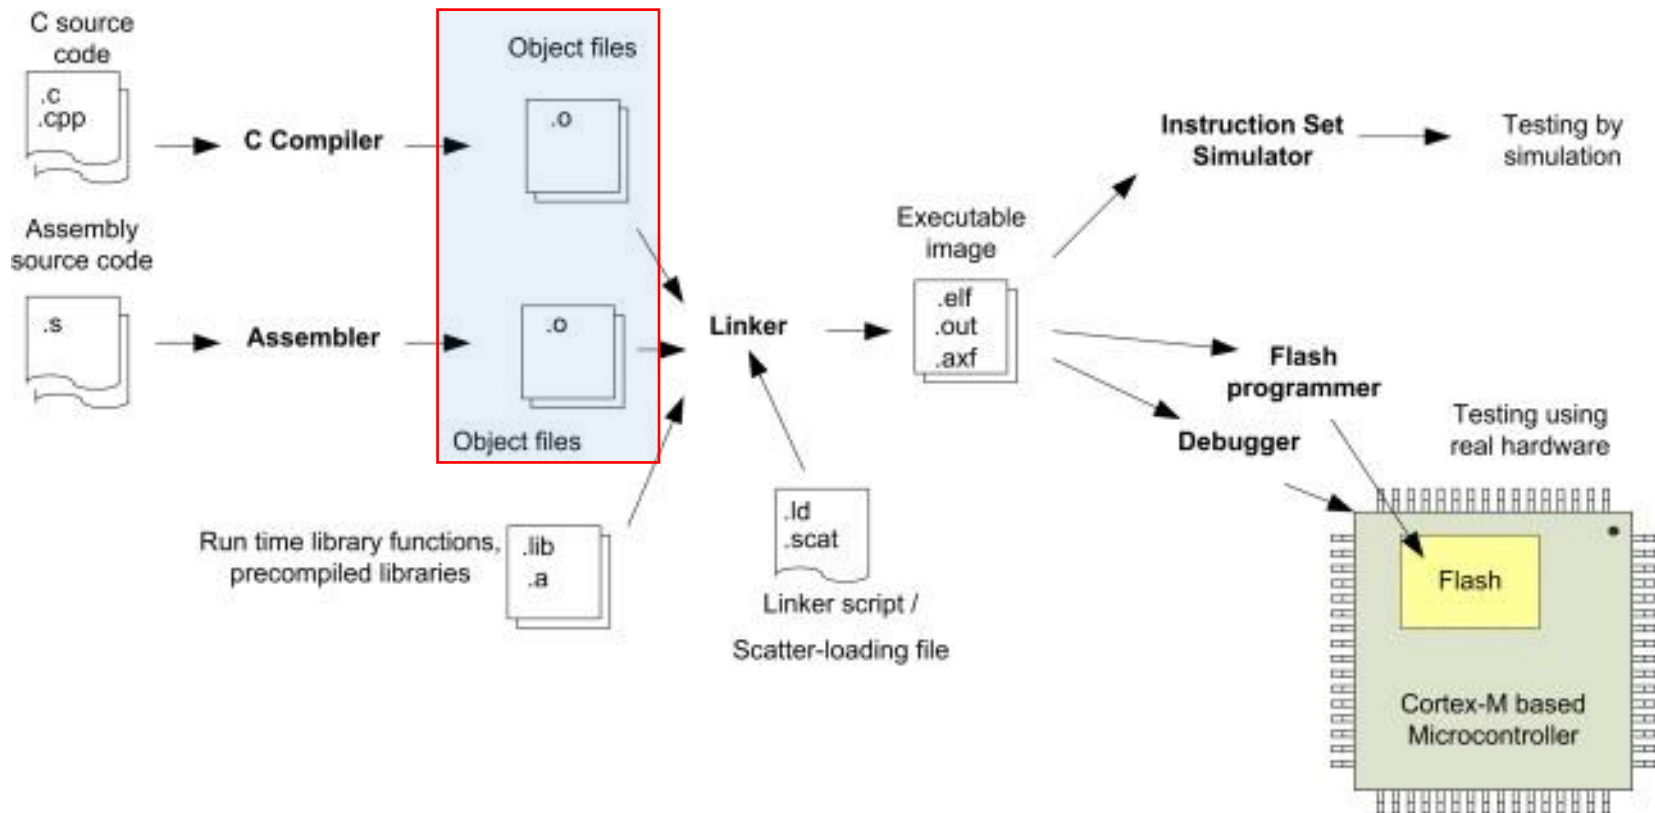 C source
code
.c
.cpp
C Compiler
Object files
.o
Instruction Set
Simulator
Testing by
simulation
Assembly
source code
.s
Assembler
.o
Object files
Linker
Executable
image
.elf
.out
.axf
Flash
programmer
Debugger
Testing using
real hardware
Run time library functions,
precompiled libraries
.lib
.a
.ld
.scat
Linker script /
Scatter-loading file
Flash
Cortex-M based
Microcontroller